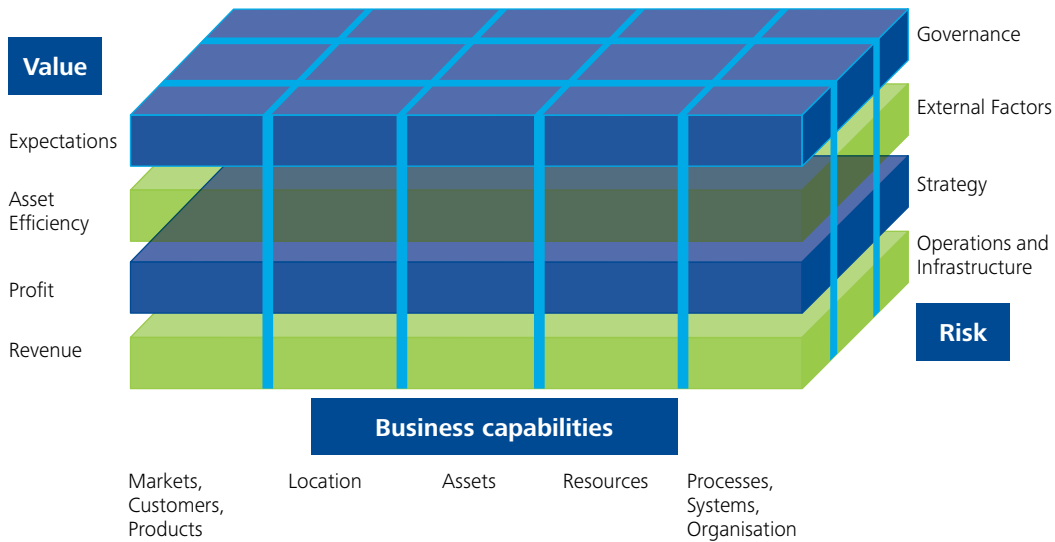 Value
Expectations
Asset
Efficiency
Profit
Revenue
Governance
External Factors
Strategy
Operations and
Infrastructure
Risk
Business capabilities
Markets,
Customers,
Products
Location
Assets
Resources
Processes,
Systems,
Organisation